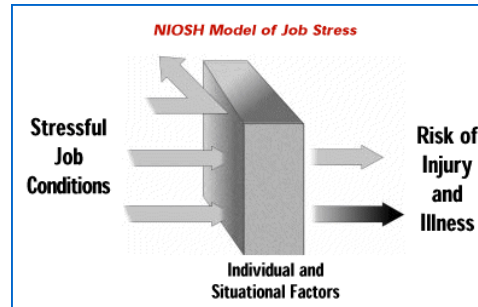 NIOSH Model of Job Stress
Stressful
Job
Conditions
Risk of
Injury
and
Illness
Individual and
Situational Factors